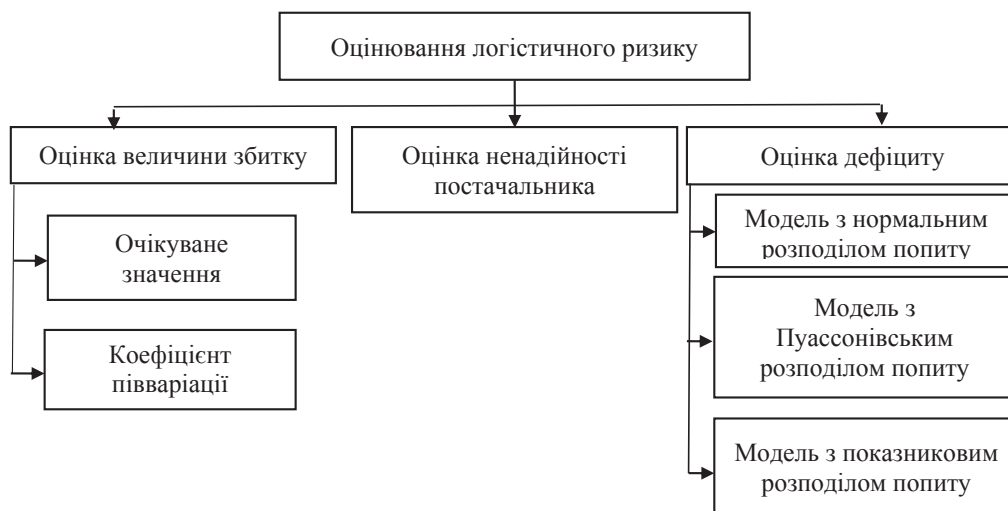 Оцінювання логістичного ризику
Оцінка величини збитку
Очікуване
значення
Коефіцієнт
півваріації
Оцінка ненадійності
постачальника
Оцінка дефіциту
Модель з нормальним
розподілом попиту
Модель з
Пуассонівським
розподілом попиту
Модель з показниковим
розподілом попиту